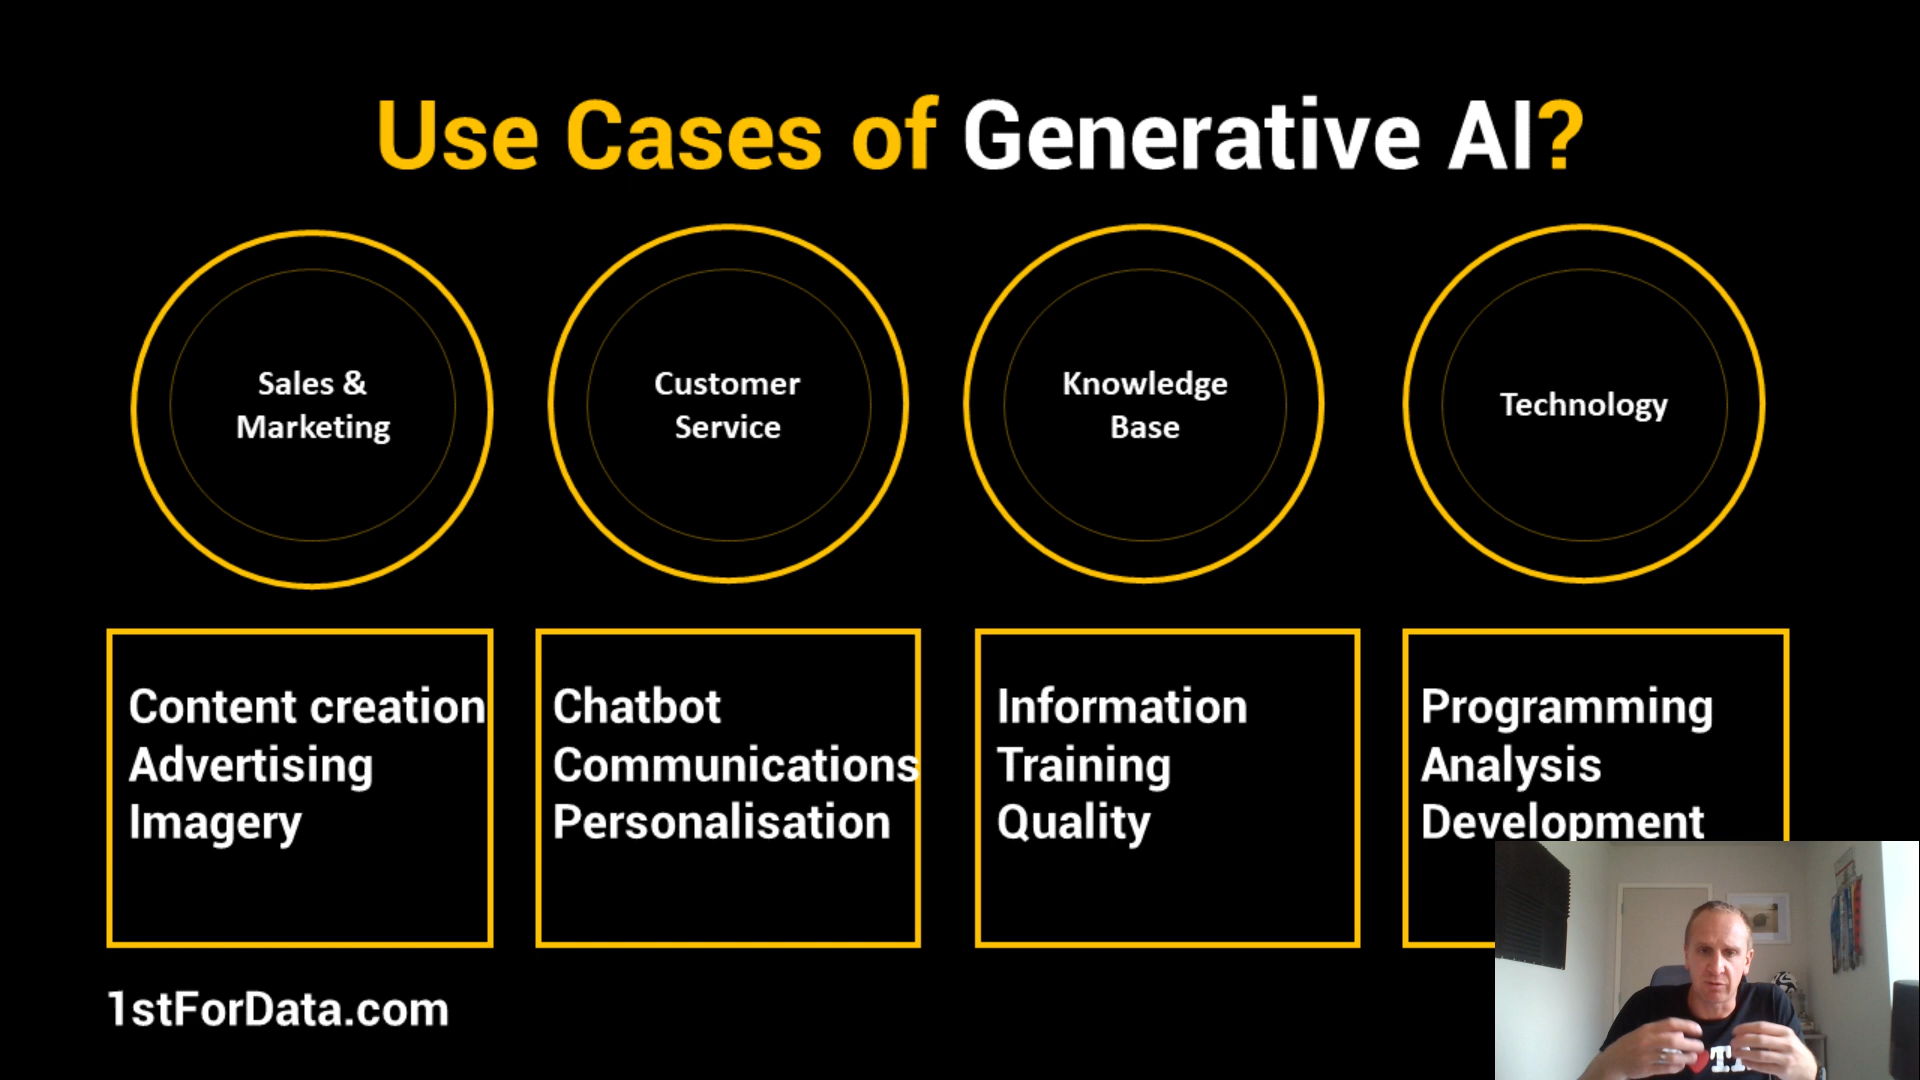 Use Cases of Generative AI?
Sales &
Marketing
Customer
Service
Knowledge
Base
Technology
Content creation
Advertising
Imagery
Chatbot
Communications
Personalisation
Information
Training
Quality
Programming
Analysis
Development
1stForData.com